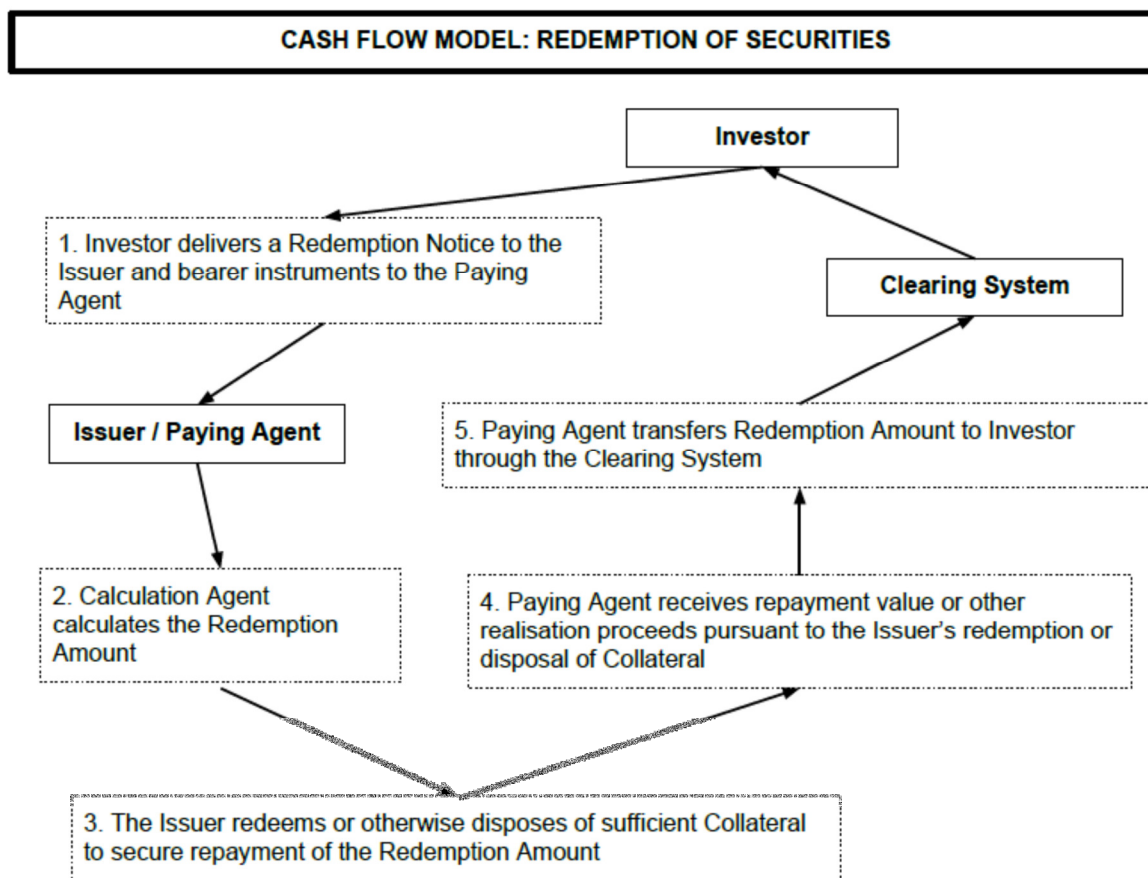 CASH FLOW MODEL: REDEMPTION OF SECURITIES
Investor
1. Investor delivers a Redemption Notice to the
Issuer and bearer instruments to the Paying
Agent
Clearing System
Issuer / Paying Agent
5. Paying Agent transfers Redemption Amount to Investor
through the Clearing System
2. Calculation Agent
calculates the Redemption
Amount
4. Paying Agent receives repayment value or other
realisation proceeds pursuant to the Issuer's redemption or
disposal of Collateral
3. The Issuer redeems or otherwise disposes of sufficient Collateral
to secure repayment of the Redemption Amount